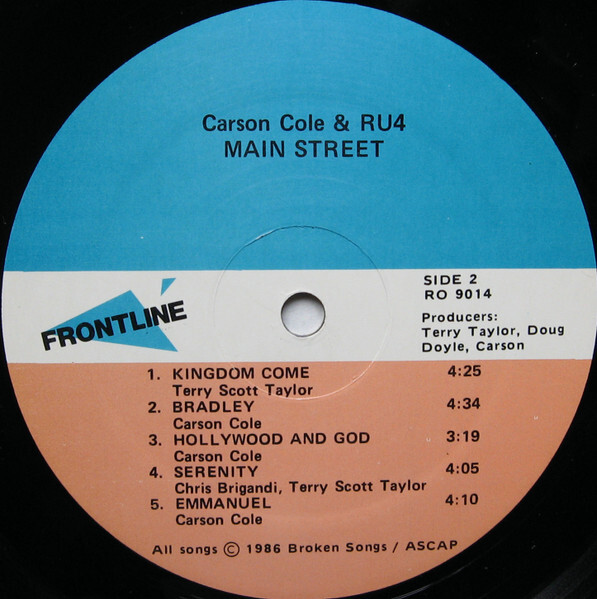 Carson Cole & RU4
MAIN STREET
SIDE 2
RO 9014
FRONTLINE
Producers:
Terry Taylor, Doug
Doyle, Carson
1. KINGDOM COME 4:25
Terry Scott Taylor
2. BRADLEY 4:34
Carson Cole
3. HOLLYWOOD AND GOD 3:19
Carson Cole
4. SERENITY 4:05
Chris Brigandi, Terry Scott Taylor
5. EMMANUEL 4:10
Carson Cole
All songs © 1986 Broken Songs / ASCAP